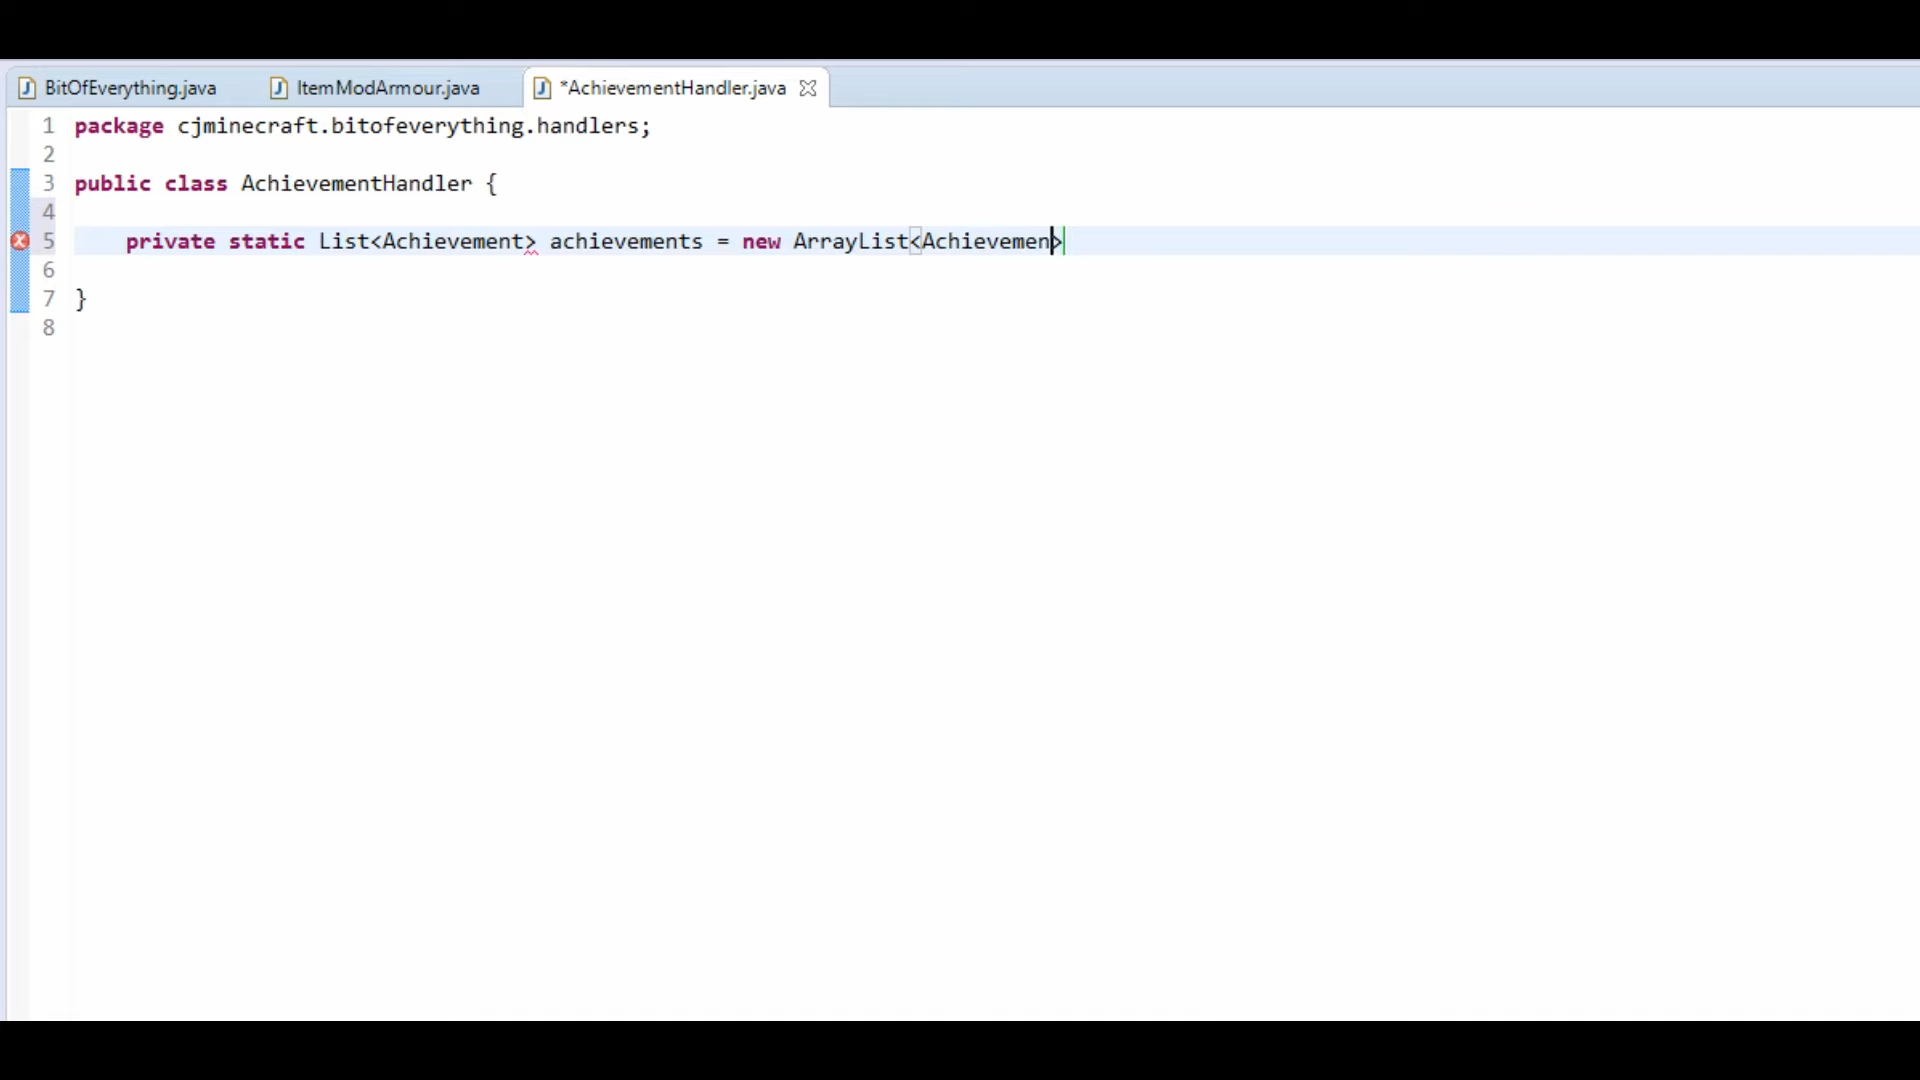 BitOfEverything.java ItemModArmour.java *AchievementHandler.java
1 package cjminecraft.bitofeverything.handlers;
2
3 public class AchievementHandler {
4
5 private static List<Achievement> achievements = new ArrayList<Achievemen>
6
7 }
8